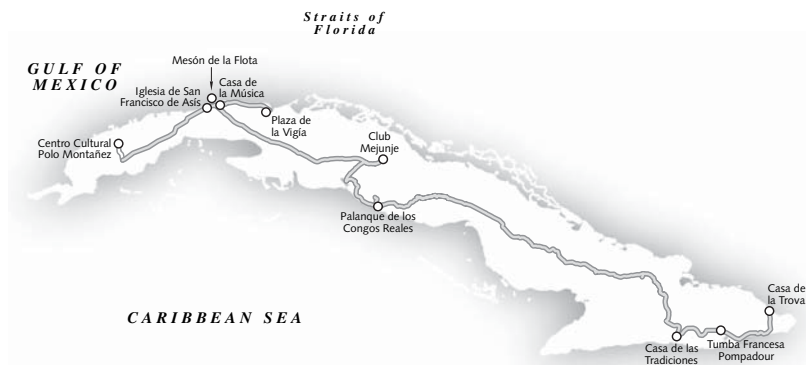 Straits of
Florida
GULF OF
MEXICO
Mesón de la Flota
Iglesia de San
Francisco de Asís
Casa de
la Música
Plaza de
la Vigía
Centro Cultural
Polo Montañez
Club
Mejunje
Palanque de los
Congos Reales
CARIBBEAN SEA
Casa de
la Trova
Casa de las
Tradiciones
Tumba Francesa
Pompadour